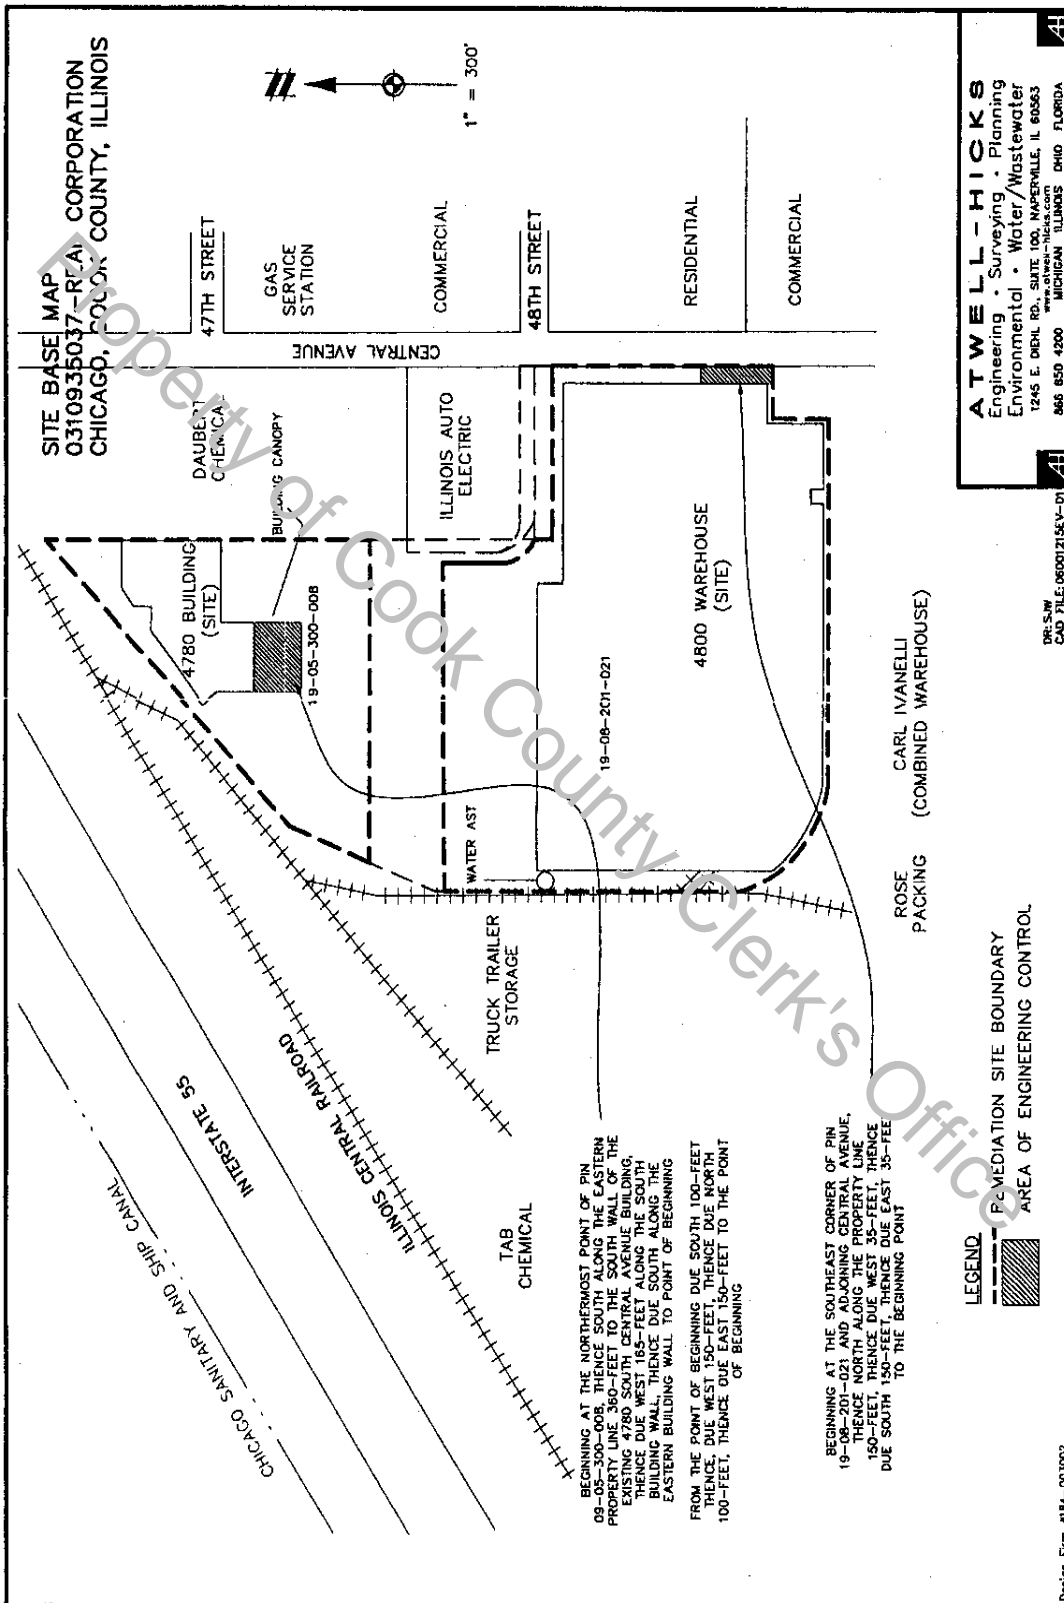 SITE BASE MAP
0310935037-REAI CORPORATION
CHICAGO, COOK COUNTY, ILLINOIS
1" = 300'
47TH STREET
GAS
SERVICE
STATION
COMMERCIAL
48TH STREET
RESIDENTIAL
COMMERCIAL
CENTRAL AVENUE
DAUBERT
CHEMICAL
BUILDING CANOPY
ILLINOIS AUTO
ELECTRIC
4780 BUILDING
(SITE)
19-05-300-008
4800 WAREHOUSE
(SITE)
19-08-201-021
WATER AST
CARL IVANELLI
(COMBINED WAREHOUSE)
ROSE
PACKING
TRUCK TRAILER
STORAGE
TAB
CHEMICAL
ILLINOIS CENTRAL RAILROAD
INTERSTATE 55
CHICAGO SANITARY AND SHIP CANAL
BEGINNING AT THE NORTHERMOST POINT OF PIN
09-05-300-008, THENCE SOUTH ALONG THE EASTERN
PROPERTY LINE 360-FEET TO THE SOUTH WALL OF THE
EXISTING 4780 SOUTH CENTRAL AVENUE BUILDING,
THENCE DUE WEST 165-FEET ALONG THE SOUTH
BUILDING WALL, THENCE DUE SOUTH ALONG THE
EASTERN BUILDING WALL TO POINT OF BEGINNING
FROM THE POINT OF BEGINNING DUE SOUTH 100-FEET
THENCE, DUE WEST 150-FEET, THENCE DUE NORTH
100-FEET, THENCE DUE EAST 150-FEET TO THE POINT
OF BEGINNING
BEGINNING AT THE SOUTHEAST CORNER OF PIN
19-08-201-021 AND ADJOINING CENTRAL AVENUE,
THENCE NORTH ALONG THE PROPERTY LINE
150-FEET, THENCE DUE WEST 35-FEET, THENCE
DUE SOUTH 150-FEET, THENCE DUE EAST 35-FEE
TO THE BEGINNING POINT
LEGEND
REMEDIATION SITE BOUNDARY
AREA OF ENGINEERING CONTROL
ATWELL-HICKS
Engineering • Surveying • Planning
Environmental • Water/Wastewater
1245 E. DIEHL RD., SUITE 100, NAPERVILLE, IL 60563
www.atwell-hicks.com
866 850 4200 MICHIGAN ILLINOIS OHIO FLORIDA
DR: SJW
CAD FILE: 06001215EV-01
Property of Cook County Clerk's Office